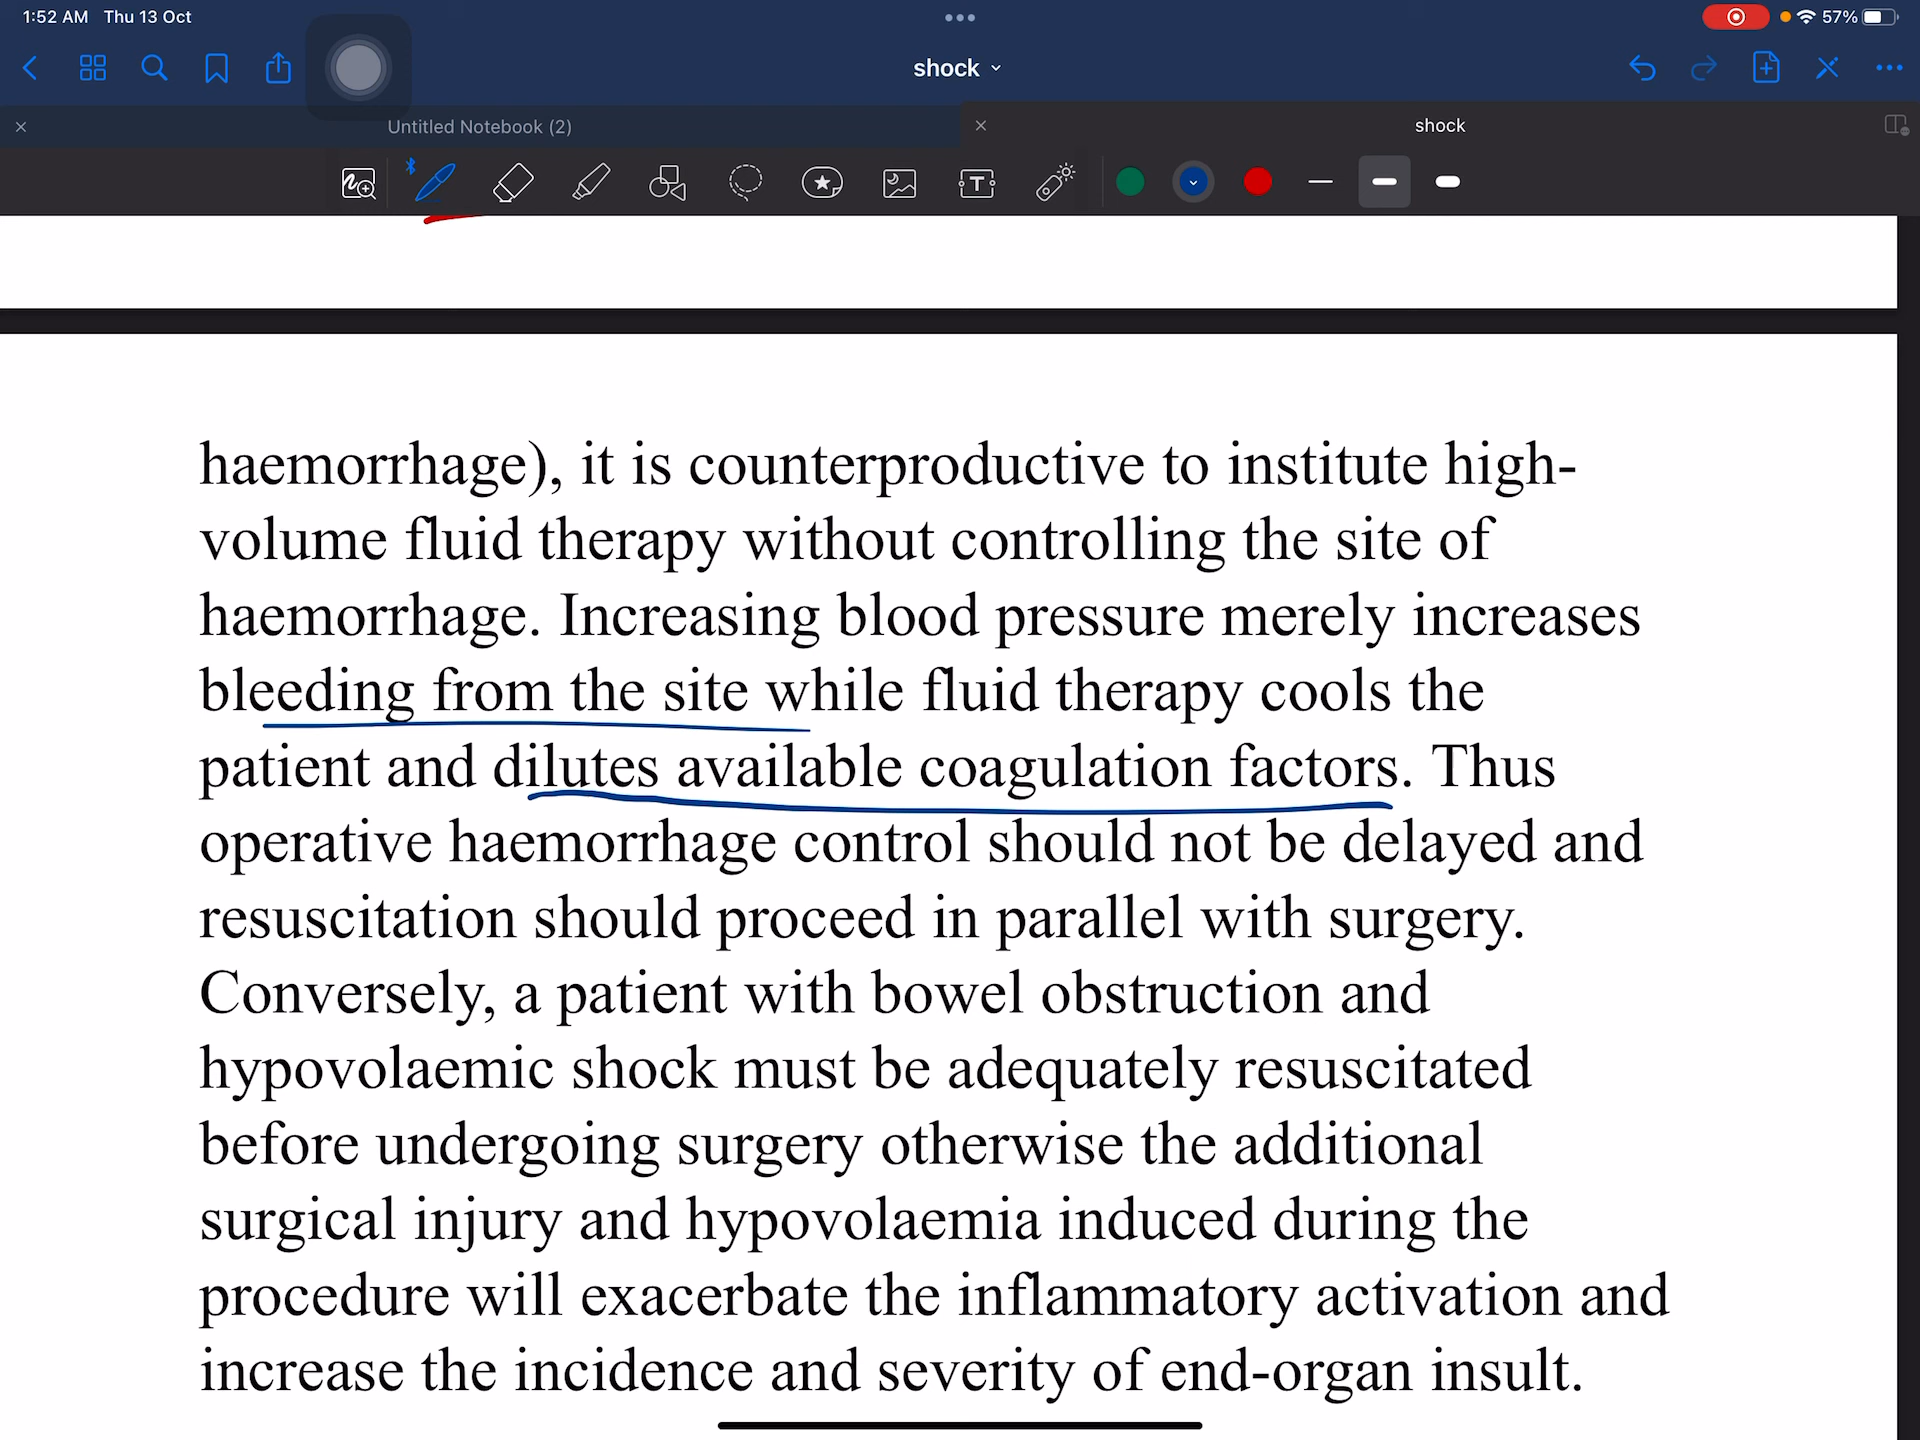 1:52 AM Thu 13 Oct
57%
shock
Untitled Notebook (2)
shock
T
haemorrhage), it is counterproductive to institute high-
volume fluid therapy without controlling the site of
haemorrhage. Increasing blood pressure merely increases
bleeding from the site while fluid therapy cools the
patient and dilutes available coagulation factors. Thus
operative haemorrhage control should not be delayed and
resuscitation should proceed in parallel with surgery.
Conversely, a patient with bowel obstruction and
hypovolaemic shock must be adequately resuscitated
before undergoing surgery otherwise the additional
surgical injury and hypovolaemia induced during the
procedure will exacerbate the inflammatory activation and
increase the incidence and severity of end-organ insult.